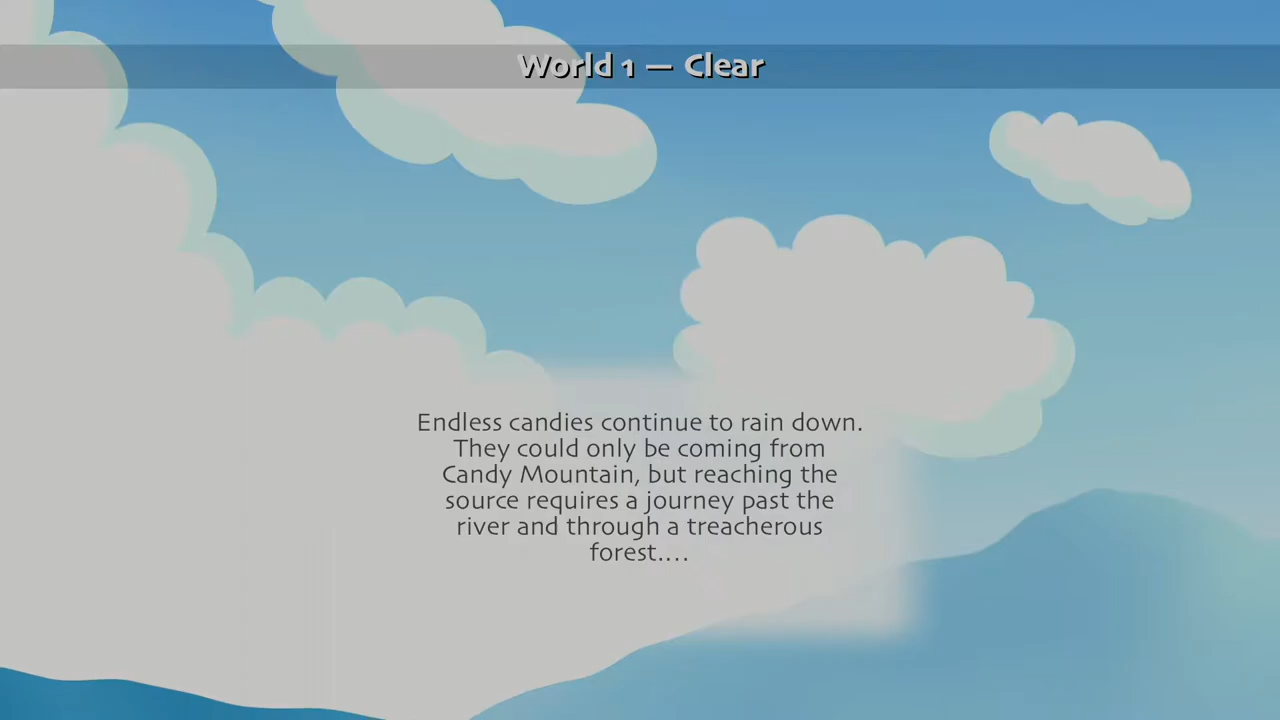 World 1 — Clear
Endless candies continue to rain down.
They could only be coming from
Candy Mountain, but reaching the
source requires a journey past the
river and through a treacherous
forest....